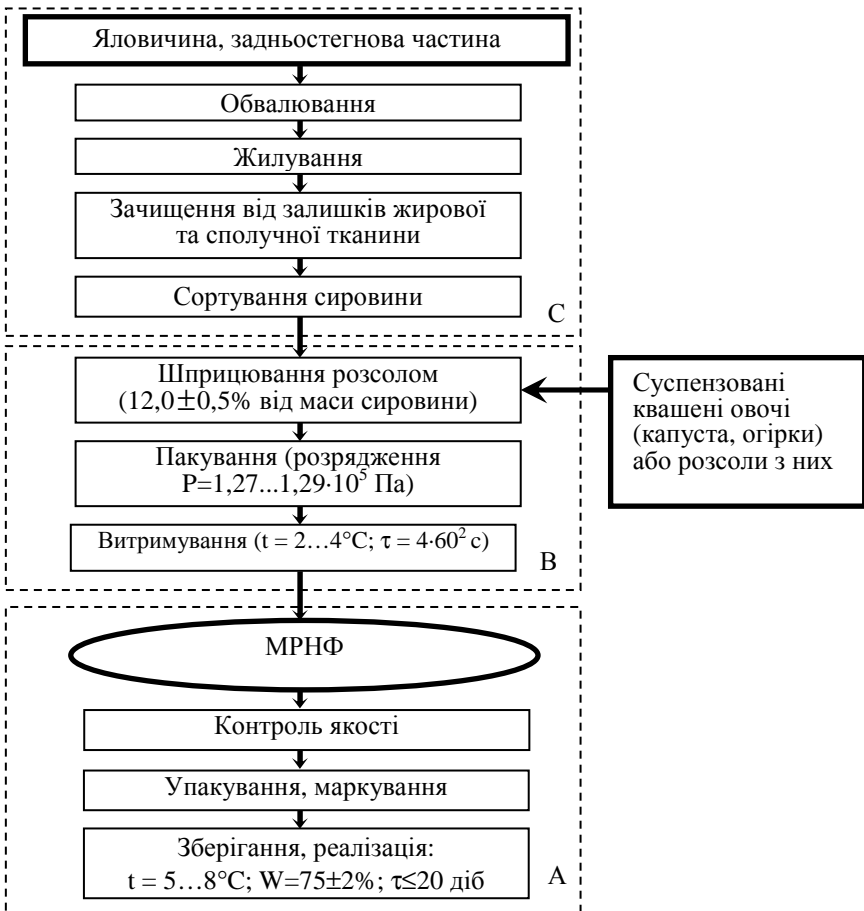 Яловичина, задньостегнова частина
Обвалювання
Жилування
Зачищення від залишків жирової
та сполучної тканини
Сортування сировини
С
Шприцювання розсолом
(12,0±0,5% від маси сировини)
Суспензовані
квашені овочі
(капуста, огірки)
або розсоли з них
Пакування (розрядження
Р=1,27...1,29·10⁵ Па)
Витримування (t = 2…4°С; τ = 4·60² с)
В
МРНФ
Контроль якості
Упакування, маркування
Зберігання, реалізація:
t = 5…8°С; W=75±2%; τ≤20 діб
А